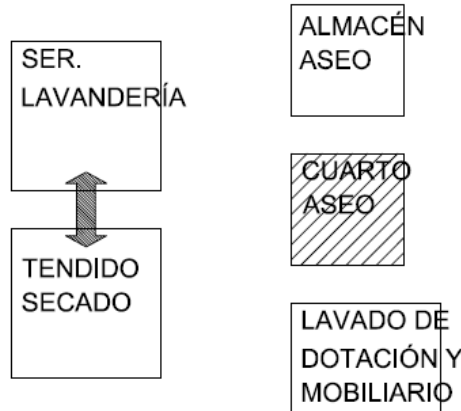 SER.
LAVANDERÍA
TENDIDO
SECADO
ALMACÉN
ASEO
CUARTO
ASEO
LAVADO DE
DOTACIÓN Y
MOBILIARIO